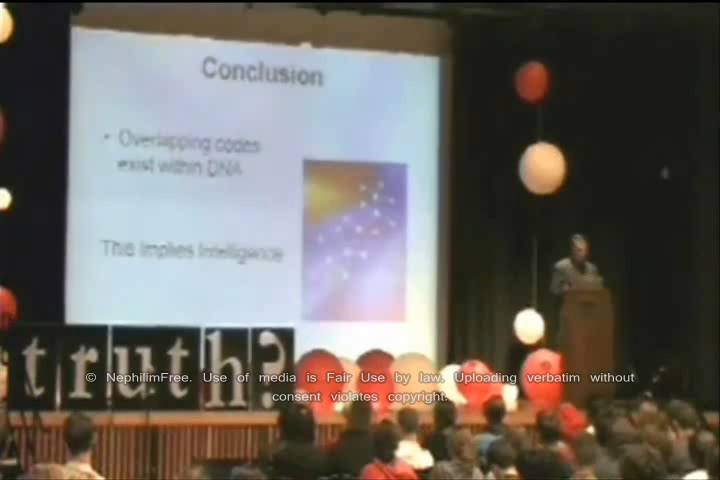 Conclusion
• Overlapping codes
exist within DNA
This Implies Intelligence
truth?
© NephilimFree. Use of media is Fair Use by law. Uploading verbatim without
consent violates copyright.